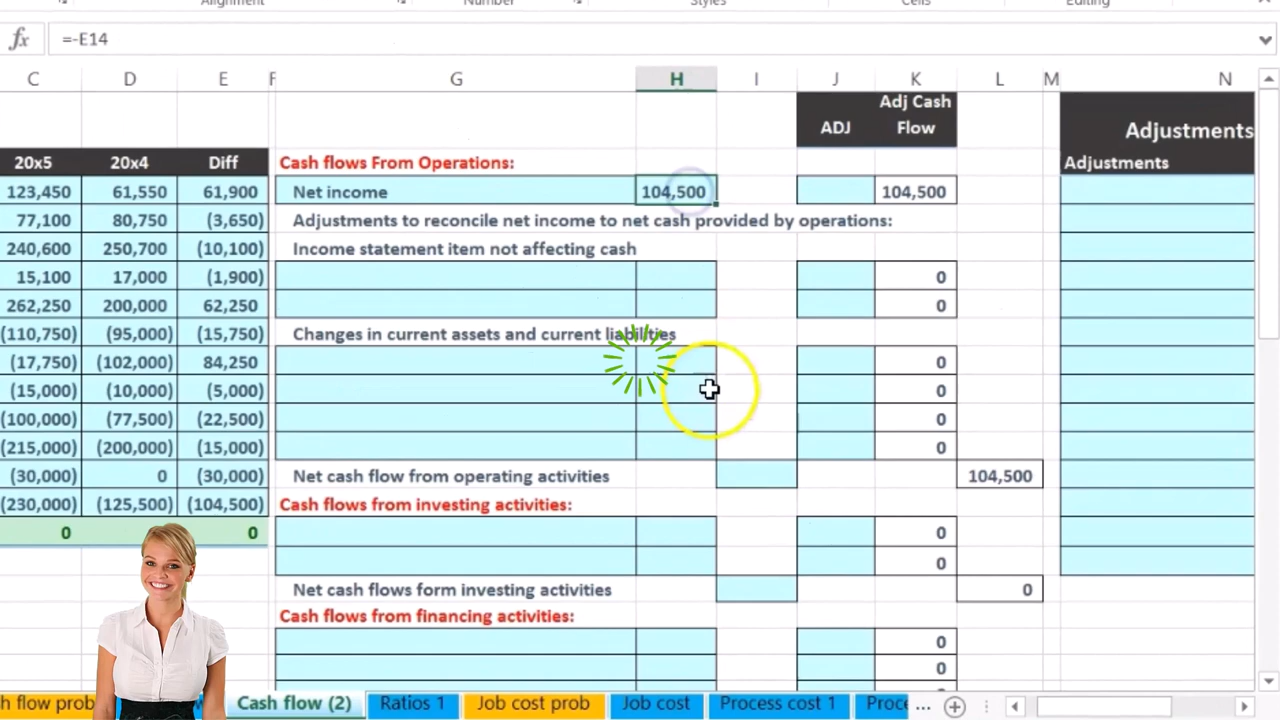 Alignment Number Styles Cells Editing
fx =-E14
C D E F G H I J K L M N
Adj Cash
ADJ Flow Adjustments
20x5 20x4 Diff Cash flows From Operations: Adjustments
123,450 61,550 61,900 Net income 104,500 104,500
77,100 80,750 (3,650) Adjustments to reconcile net income to net cash provided by operations:
240,600 250,700 (10,100) Income statement item not affecting cash
15,100 17,000 (1,900) 0
262,250 200,000 62,250 0
(110,750) (95,000) (15,750) Changes in current assets and current liabilities
(17,750) (102,000) 84,250 0
(15,000) (10,000) (5,000) 0
(100,000) (77,500) (22,500) 0
(215,000) (200,000) (15,000) 0
(30,000) 0 (30,000) Net cash flow from operating activities 104,500
(230,000) (125,500) (104,500) Cash flows from investing activities:
0 0 0
0
Net cash flows form investing activities 0
Cash flows from financing activities:
0
0
h flow prob w Cash flow (2) Ratios 1 Job cost prob Job cost Process cost 1 Proce ...